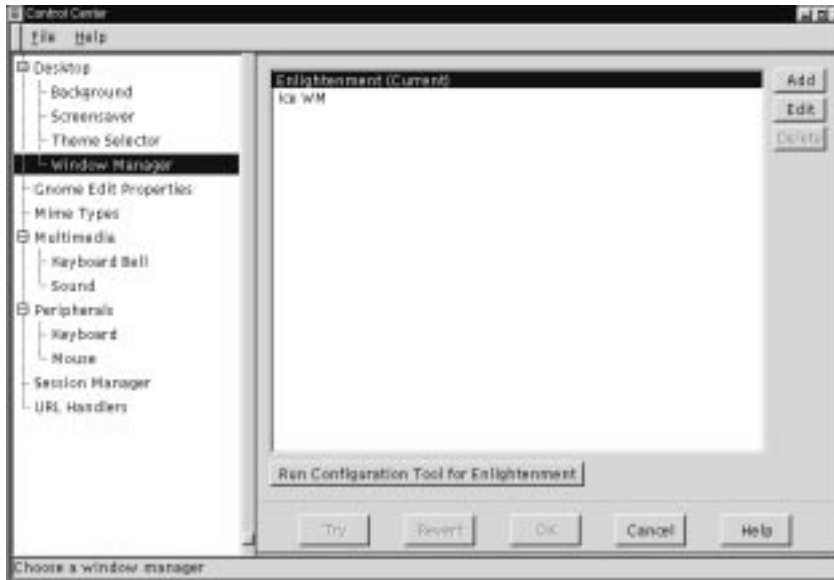 Control Center
File Help
Desktop
Background
Screensaver
Theme Selector
Window Manager
Gnome Edit Properties
Mime Types
Multimedia
Keyboard Bell
Sound
Peripherals
Keyboard
Mouse
Session Manager
URL Handlers
Enlightenment (Current)
Ice WM
Add
Edit
Delete
Run Configuration Tool for Enlightenment
Try Revert OK Cancel Help
Choose a window manager